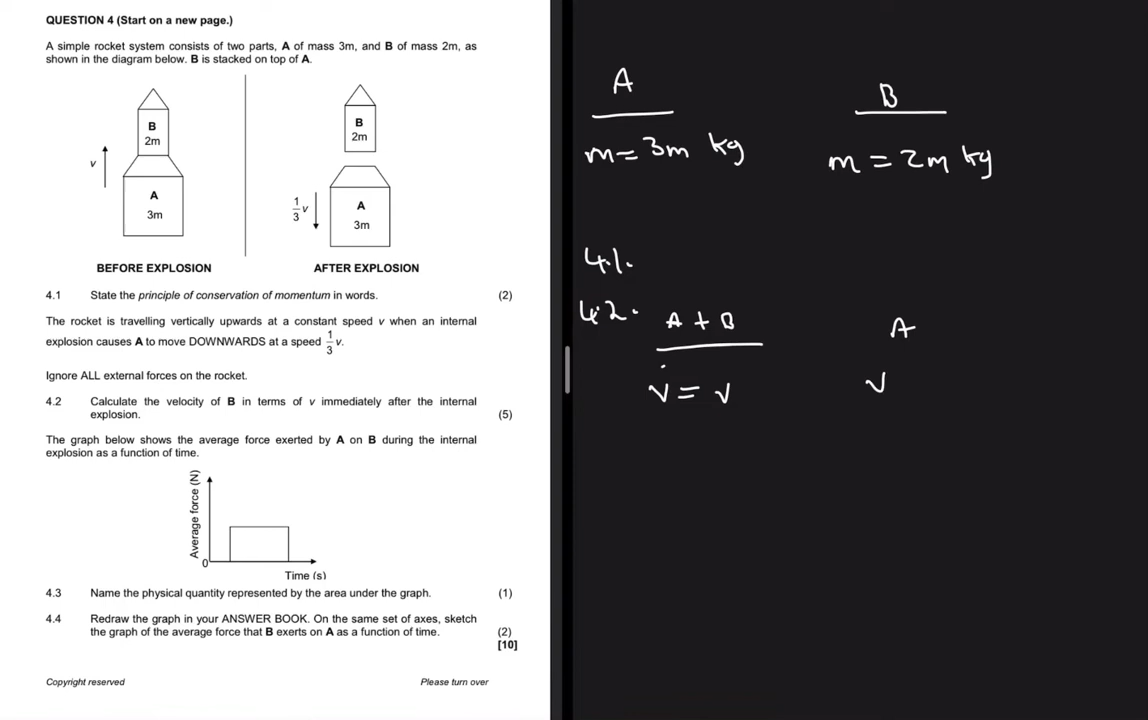 QUESTION 4 (Start on a new page.)
A simple rocket system consists of two parts, A of mass 3m, and B of mass 2m, as
shown in the diagram below. B is stacked on top of A.
B
2m
v
A
3m
BEFORE EXPLOSION
B
2m
1/3 v
A
3m
AFTER EXPLOSION
4.1 State the principle of conservation of momentum in words. (2)
The rocket is travelling vertically upwards at a constant speed v when an internal
explosion causes A to move DOWNWARDS at a speed 1/3 v.
Ignore ALL external forces on the rocket.
4.2 Calculate the velocity of B in terms of v immediately after the internal
explosion. (5)
The graph below shows the average force exerted by A on B during the internal
explosion as a function of time.
Average force (N)
0
Time (s)
4.3 Name the physical quantity represented by the area under the graph. (1)
4.4 Redraw the graph in your ANSWER BOOK. On the same set of axes, sketch
the graph of the average force that B exerts on A as a function of time. (2)
[10]
Copyright reserved Please turn over
A B
m = 3m kg m = 2m kg
4.1.
4.2. A + B A
v = v v